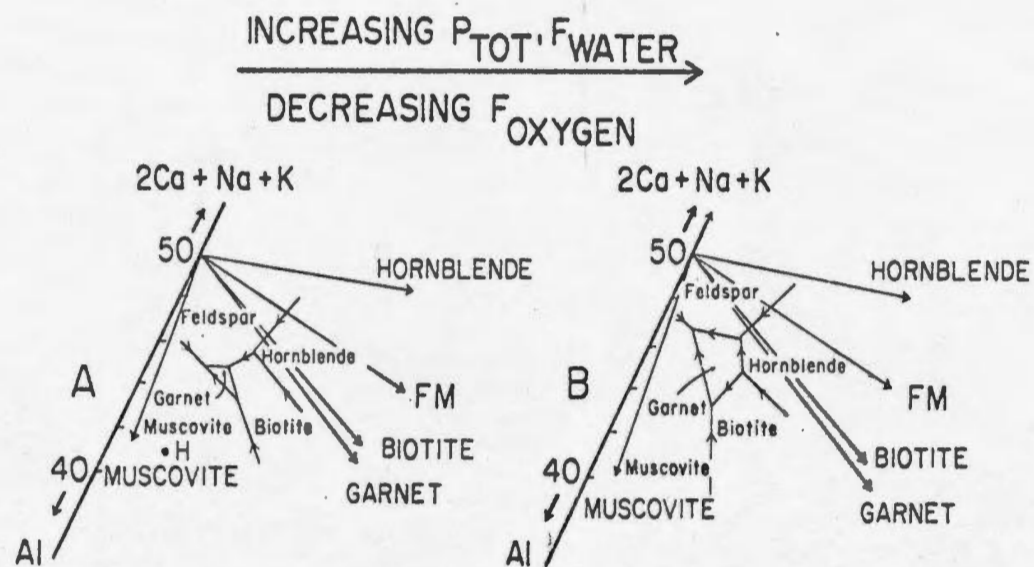 INCREASING PTOT, FWATER
DECREASING FOXYGEN
2Ca + Na + K
50
HORNBLENDE
Feldspar
Hornblende
A
Garnet
FM
Muscovite
Biotite
•H
BIOTITE
40
MUSCOVITE
GARNET
Al
2Ca + Na + K
50
HORNBLENDE
Feldspar
Hornblende
B
Garnet
FM
Biotite
BIOTITE
40
Muscovite
MUSCOVITE
GARNET
Al